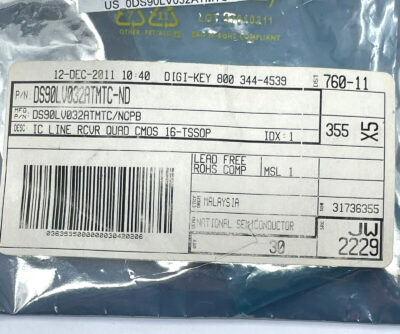 US 0DS90LV032ATMTC
12-DEC-2011 10:40 DIGI-KEY 800 344-4539
760-11
P/N: DS90LV032ATMTC-ND
MFG P/N: DS90LV032ATMTC/NOPB
DESC: IC LINE RCVR QUAD CMOS 16-TSSOP
IDX: 1
355
X5
LEAD FREE
ROHS COMP
MSL 1
MALAYSIA
31736355
NATIONAL SEMICONDUCTOR
QTY
30
JW
2229